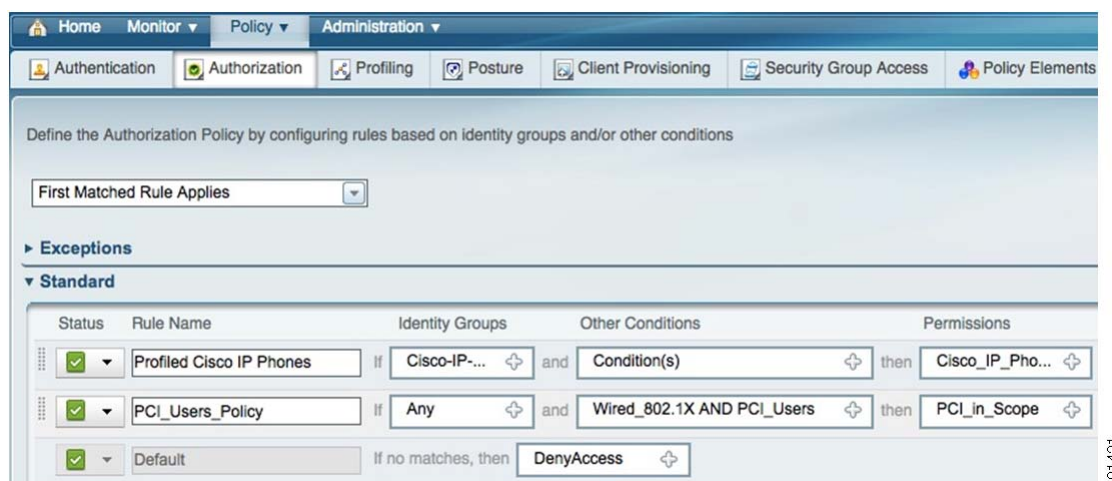 Home Monitor Policy Administration
Authentication Authorization Profiling Posture Client Provisioning Security Group Access Policy Elements
Define the Authorization Policy by configuring rules based on identity groups and/or other conditions
First Matched Rule Applies
Exceptions
Standard
Status Rule Name Identity Groups Other Conditions Permissions
Profiled Cisco IP Phones If Cisco-IP-... and Condition(s) then Cisco_IP_Pho...
PCI_Users_Policy If Any and Wired_802.1X AND PCI_Users then PCI_in_Scope
Default If no matches, then DenyAccess